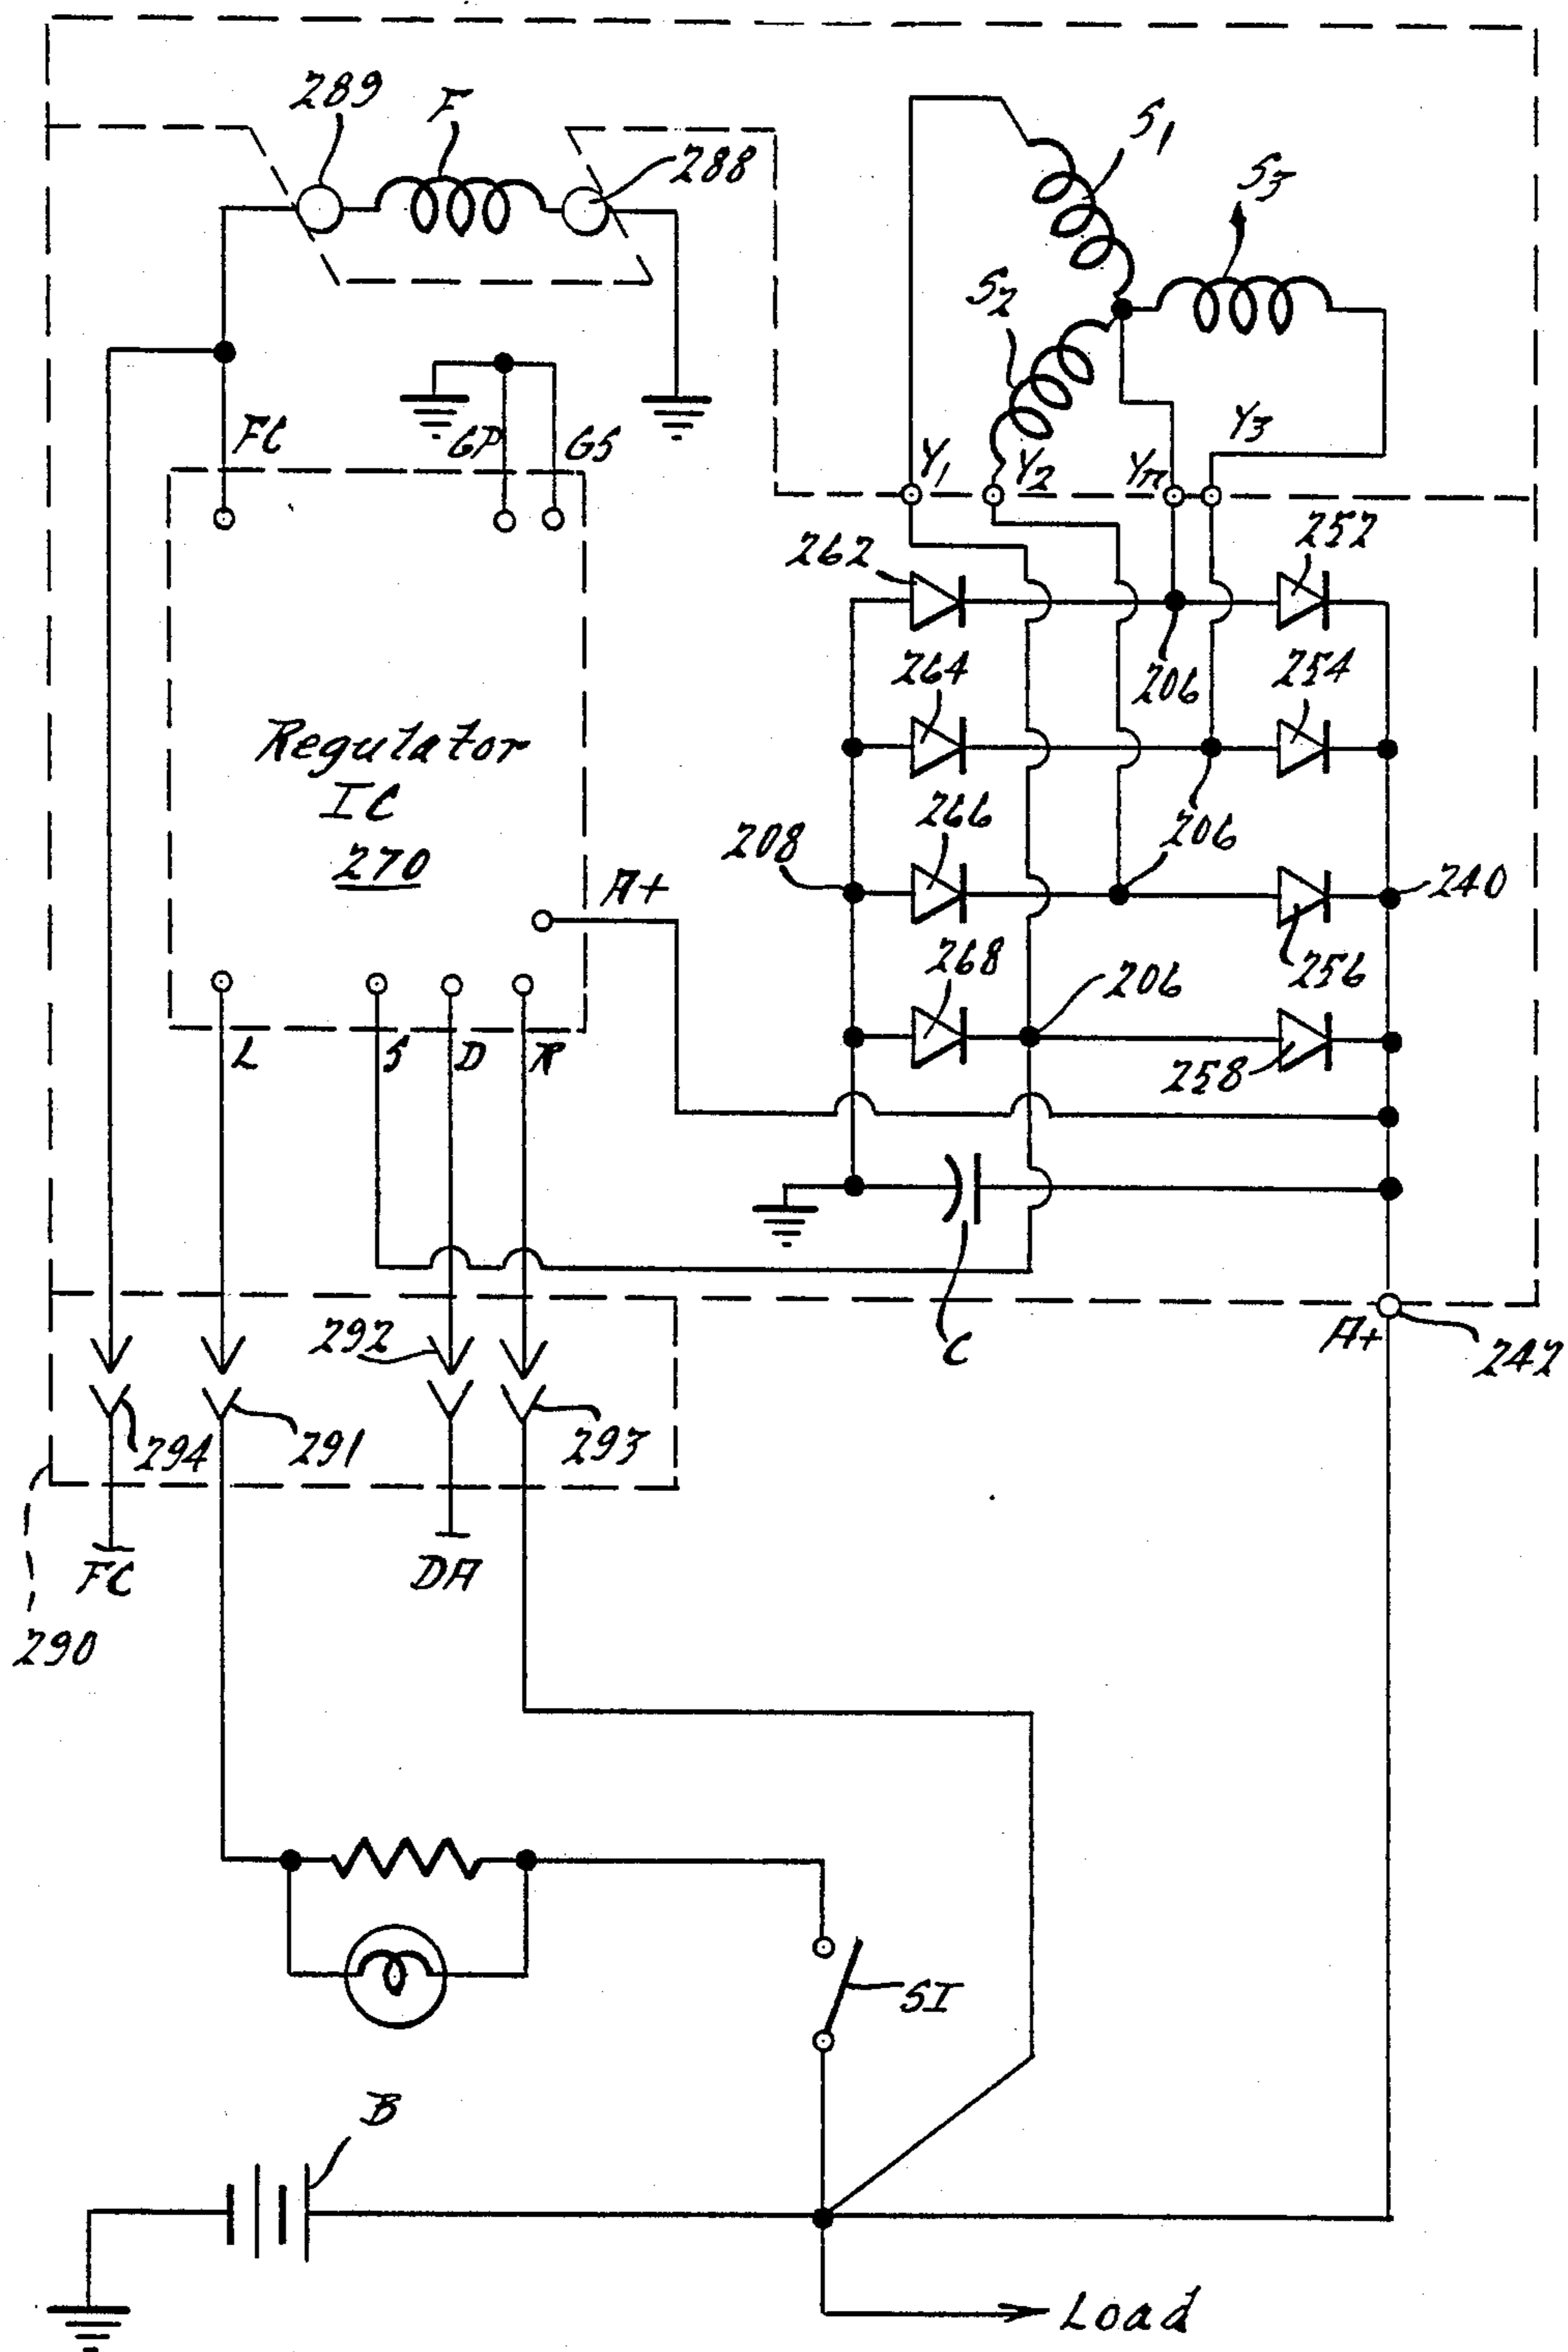 289
F
288
S1
S3
S2
FC
GP
GS
Y1
Y2
Yn
Y3
262
252
206
264
254
Regulator
IC
270
266
206
208
240
A+
268
206
256
L
S
D
R
258
292
C
A+
242
294
291
293
FC
DA
290
SI
B
Load